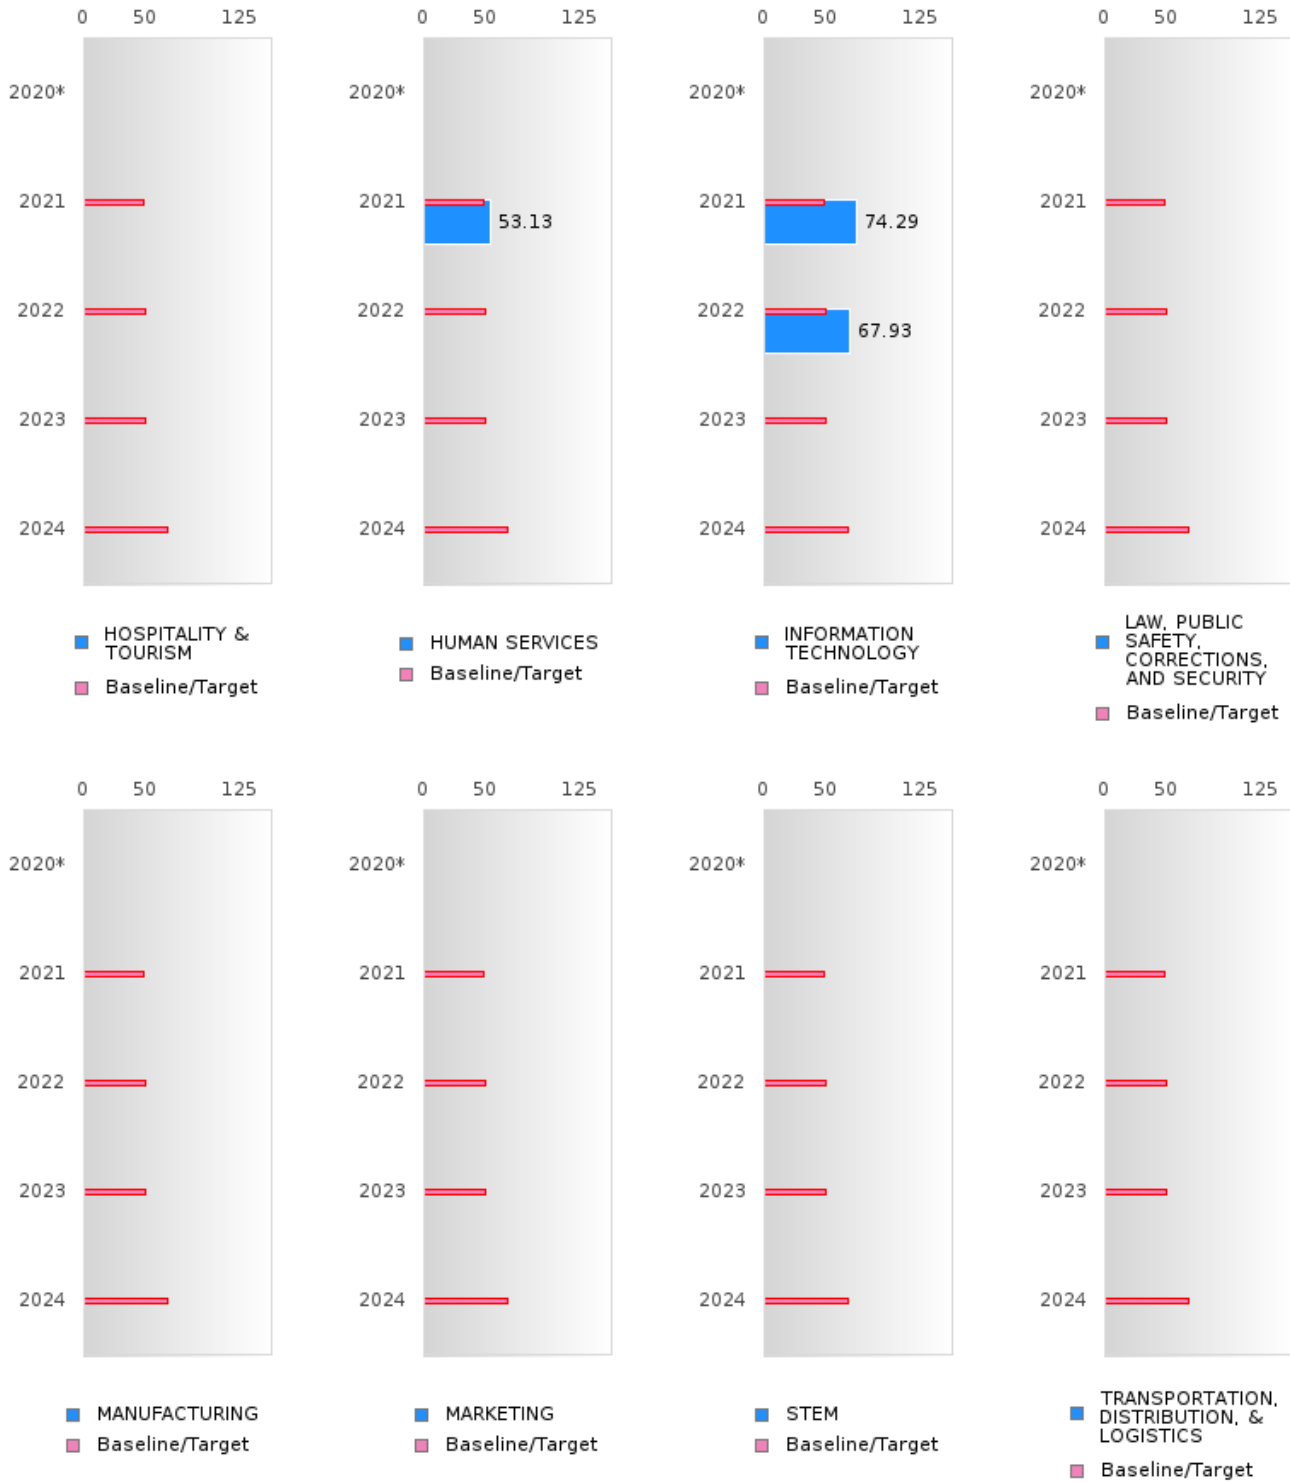 0 50 125 0 50 125 0 50 125 0 50 125
2020* 2020* 2020* 2020*
2021 2021 53.13 2021 74.29 2021
2022 2022 2022 67.93 2022
2023 2023 2023 2023
2024 2024 2024 2024
HOSPITALITY &
TOURISM
Baseline/Target
HUMAN SERVICES
Baseline/Target
INFORMATION
TECHNOLOGY
Baseline/Target
LAW, PUBLIC
SAFETY,
CORRECTIONS,
AND SECURITY
Baseline/Target
0 50 125 0 50 125 0 50 125 0 50 125
2020* 2020* 2020* 2020*
2021 2021 2021 2021
2022 2022 2022 2022
2023 2023 2023 2023
2024 2024 2024 2024
MANUFACTURING
Baseline/Target
MARKETING
Baseline/Target
STEM
Baseline/Target
TRANSPORTATION,
DISTRIBUTION, &
LOGISTICS
Baseline/Target